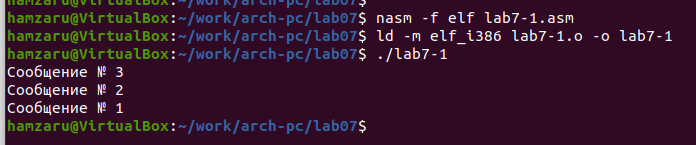 hamzaru@VirtualBox:~/work/arch-pc/lab07$ nasm -f elf lab7-1.asm
hamzaru@VirtualBox:~/work/arch-pc/lab07$ ld -m elf_i386 lab7-1.o -o lab7-1
hamzaru@VirtualBox:~/work/arch-pc/lab07$ ./lab7-1
Сообщение № 3
Сообщение № 2
Сообщение № 1
hamzaru@VirtualBox:~/work/arch-pc/lab07$